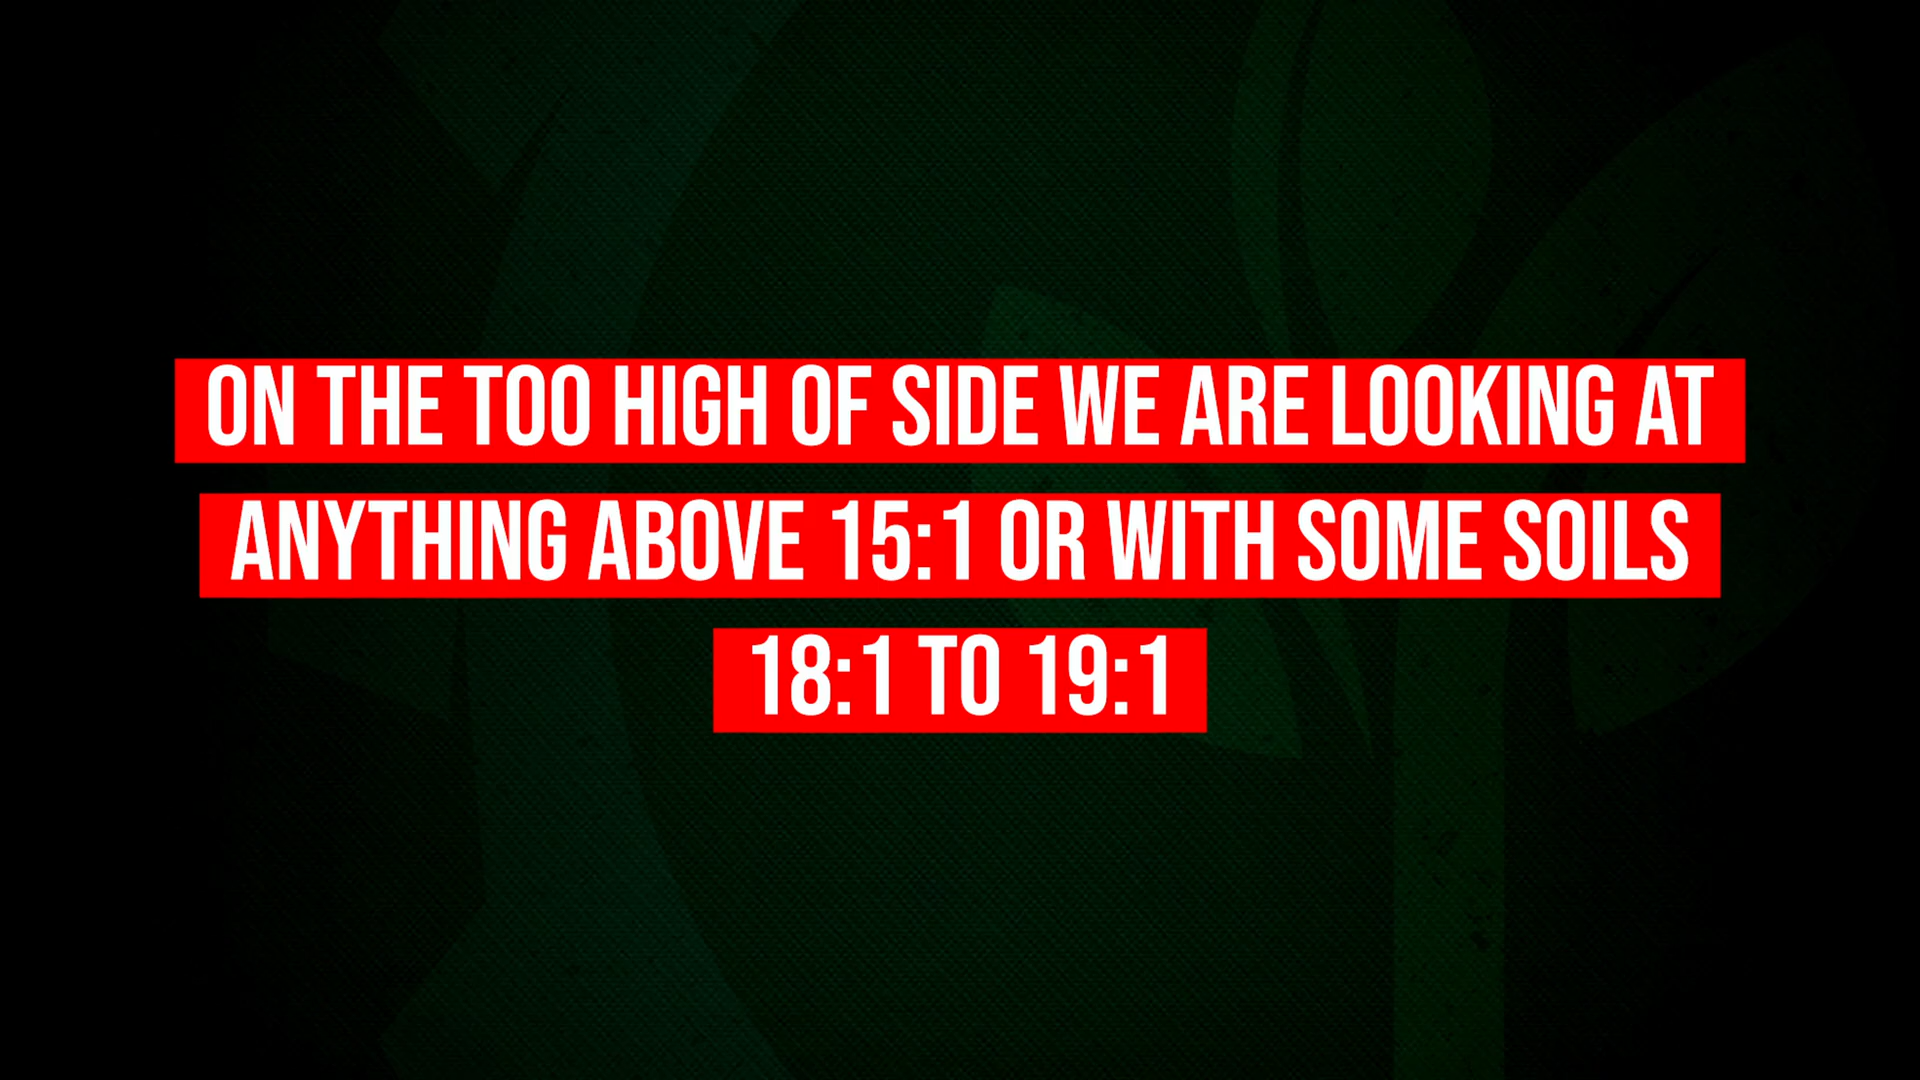 ON THE TOO HIGH OF SIDE WE ARE LOOKING AT
ANYTHING ABOVE 15:1 OR WITH SOME SOILS
18:1 TO 19:1